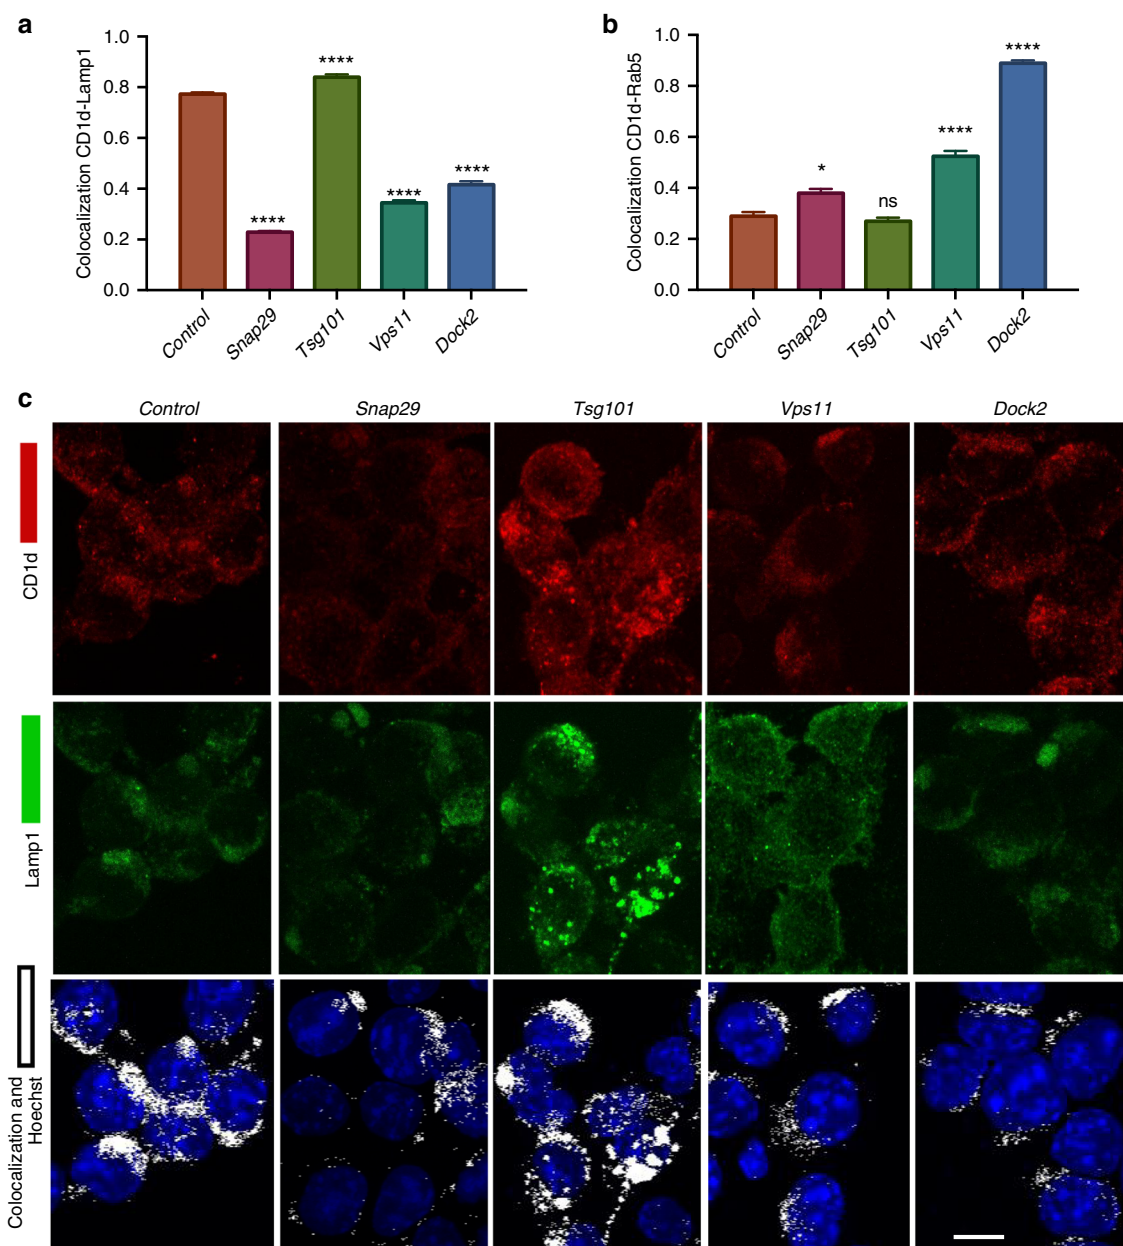 a
Colocalization CD1d-Lamp1
1.0
0.8
0.6
0.4
0.2
0.0
****
****
****
****
Control
Snap29
Tsg101
Vps11
Dock2
b
Colocalization CD1d-Rab5
1.0
0.8
0.6
0.4
0.2
0.0
*
ns
****
****
Control
Snap29
Tsg101
Vps11
Dock2
c
Control
Snap29
Tsg101
Vps11
Dock2
CD1d
Lamp1
Colocalization and
Hoechst